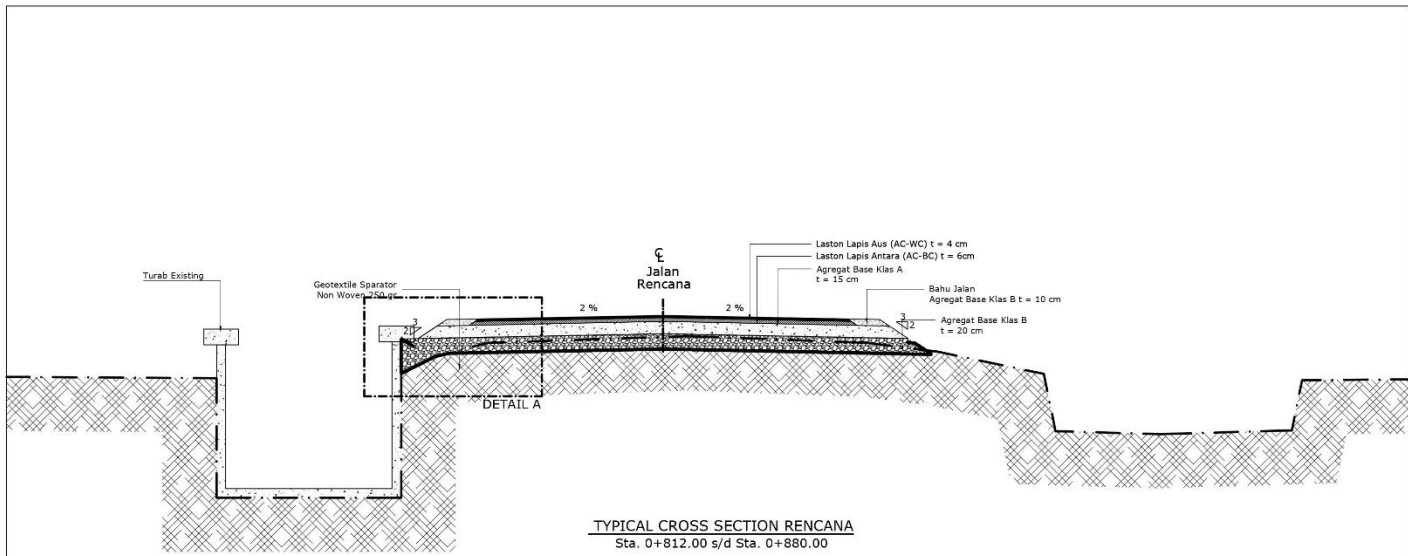 Laston Lapis Aus (AC-WC) t = 4 cm
Laston Lapis Antara (AC-BC) t = 6cm
Agregat Base Klas A
t = 15 cm
Turab Existing
Geotextile Sparator
Non Woven 250 gr
℄
Jalan
Rencana
Bahu Jalan
Agregat Base Klas B t = 10 cm
2 %
2 %
3
2
3
2
Agregat Base Klas B
t = 20 cm
DETAIL A
TYPICAL CROSS SECTION RENCANA
Sta. 0+812.00 s/d Sta. 0+880.00